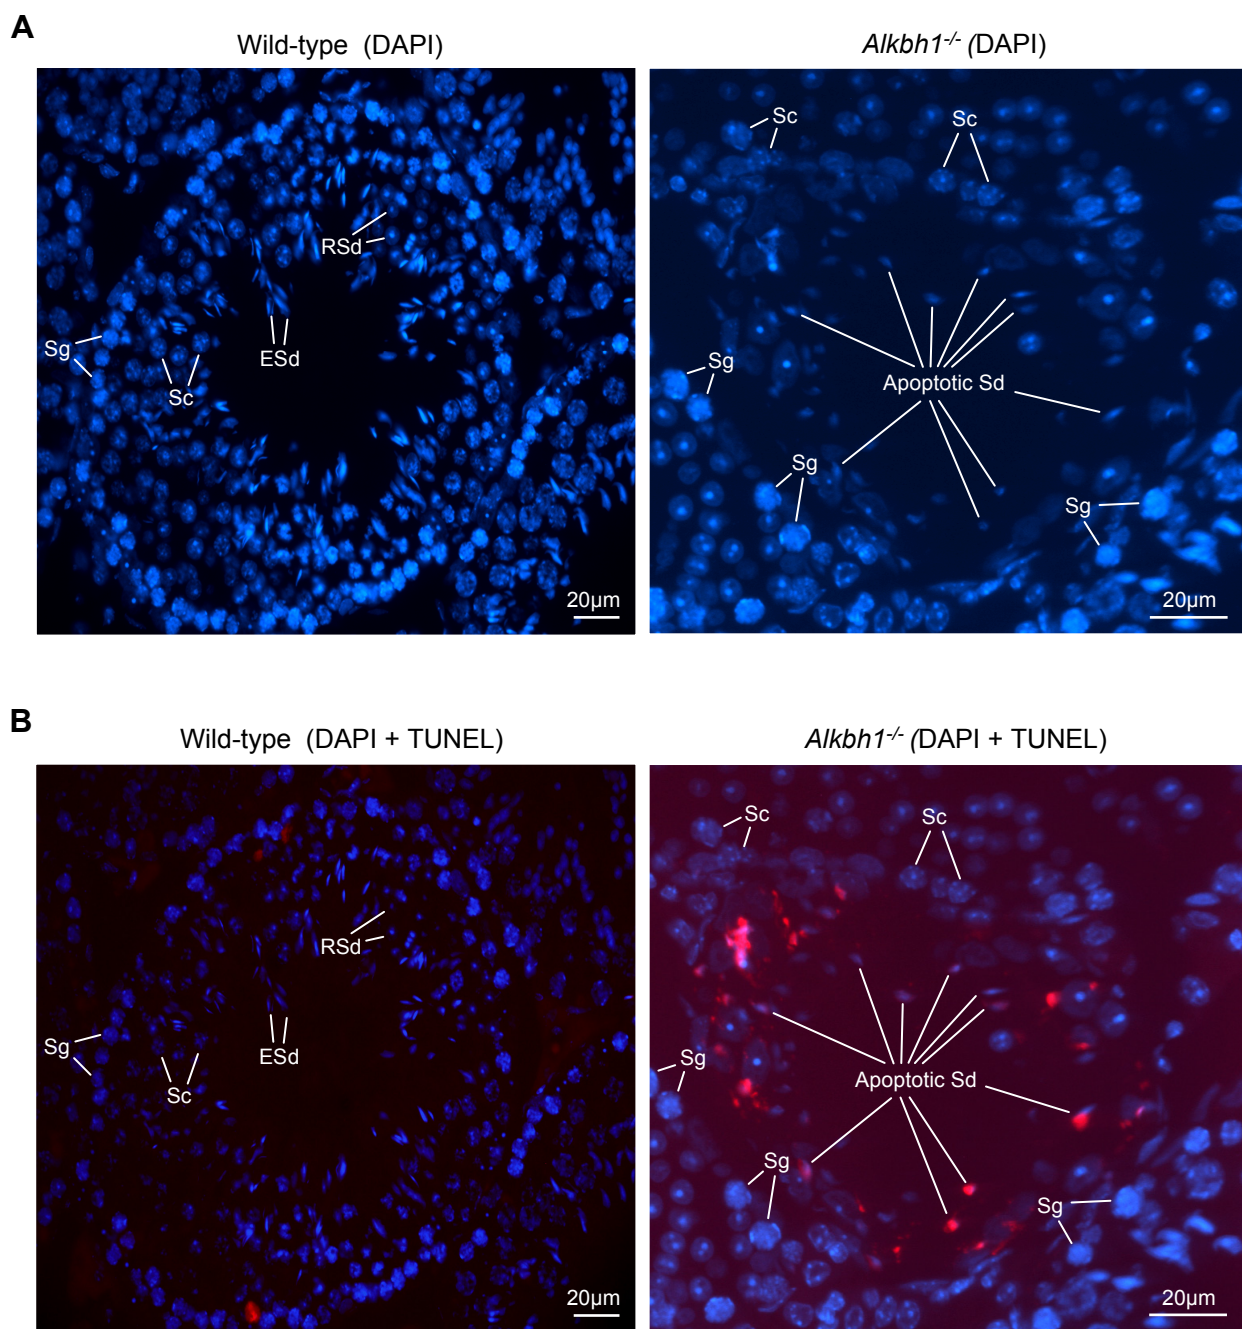 A
Wild-type (DAPI)
Alkbh1-/- (DAPI)
Sc
Sc
RSd
Sg
ESd
Sc
Sg
Apoptotic Sd
Sg
Sg
20µm
20µm
B
Wild-type (DAPI + TUNEL)
Alkbh1-/- (DAPI + TUNEL)
Sc
Sc
RSd
Sg
ESd
Sc
Sg
Apoptotic Sd
Sg
Sg
20µm
20µm